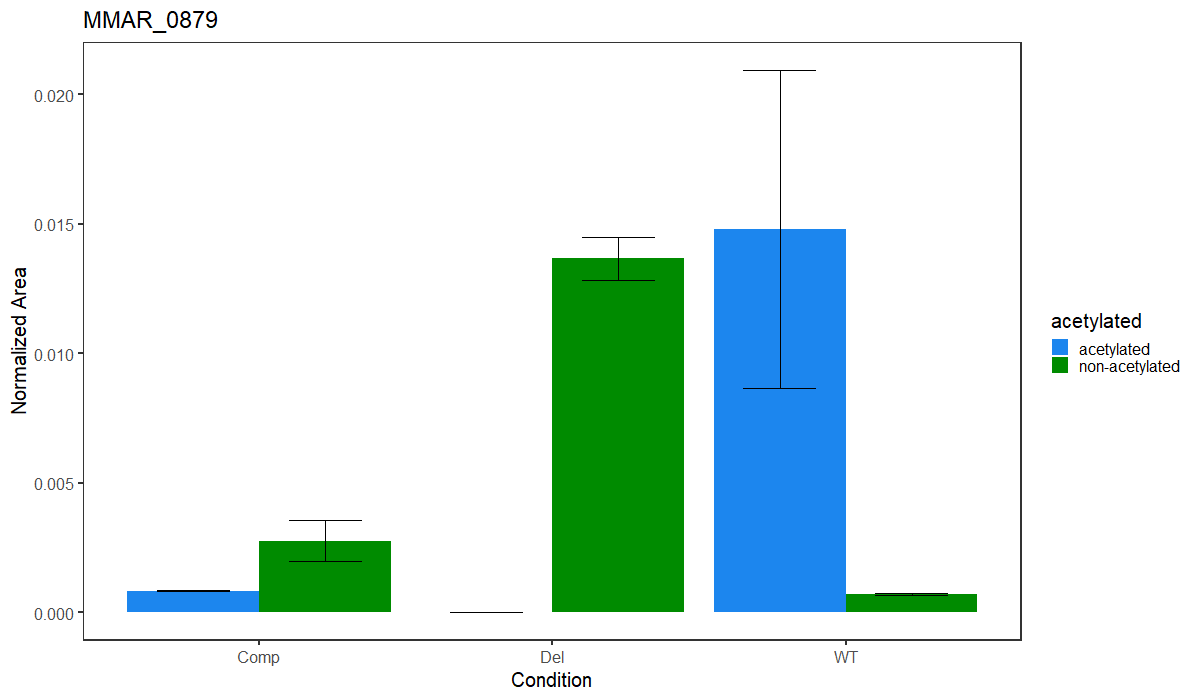 MMAR_0879
Normalized Area
0.020
0.015
0.010
0.005
0.000
Comp Del WT
Condition
acetylated
acetylated
non-acetylated